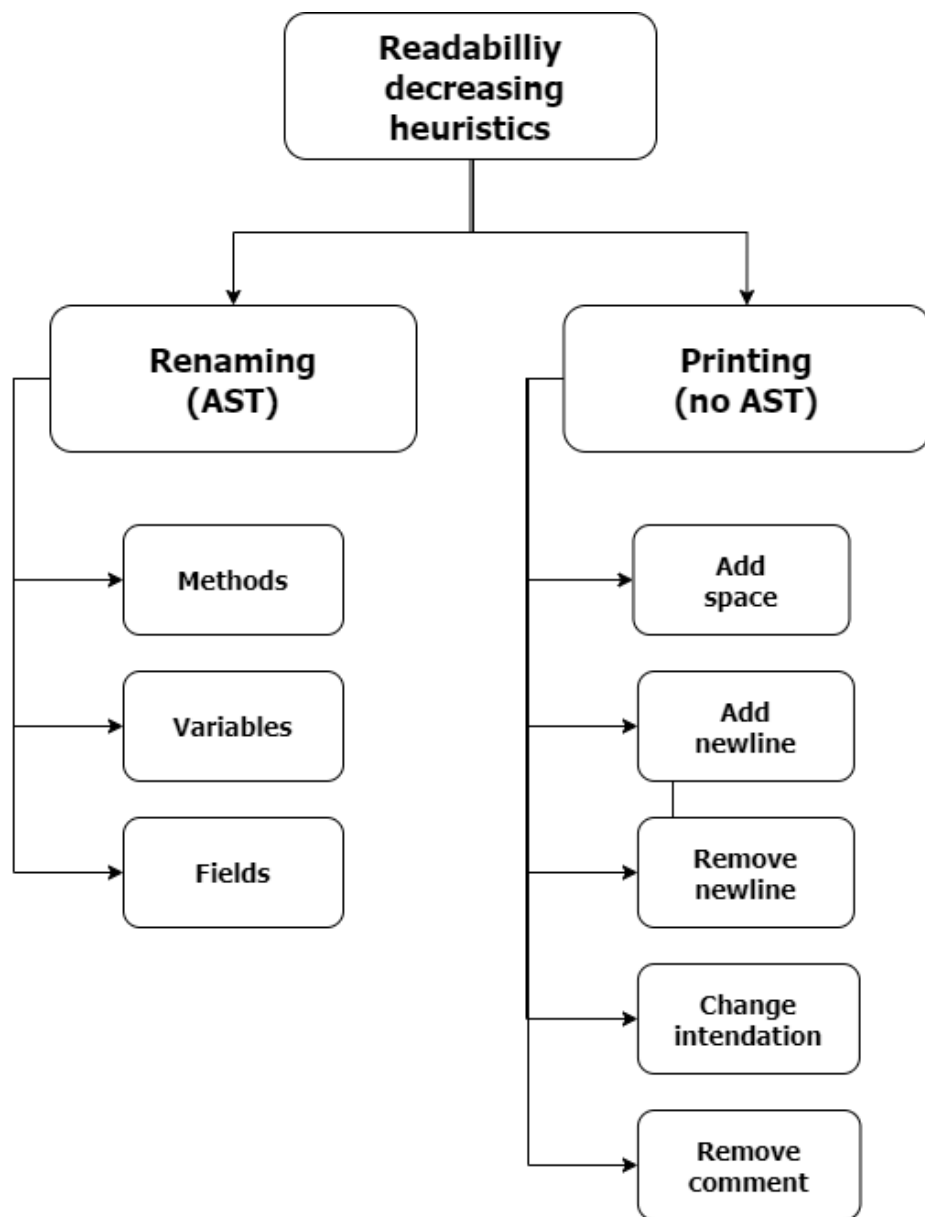 Readabilliy
decreasing
heuristics
Renaming
(AST)
Methods
Variables
Fields
Printing
(no AST)
Add
space
Add
newline
Remove
newline
Change
intendation
Remove
comment